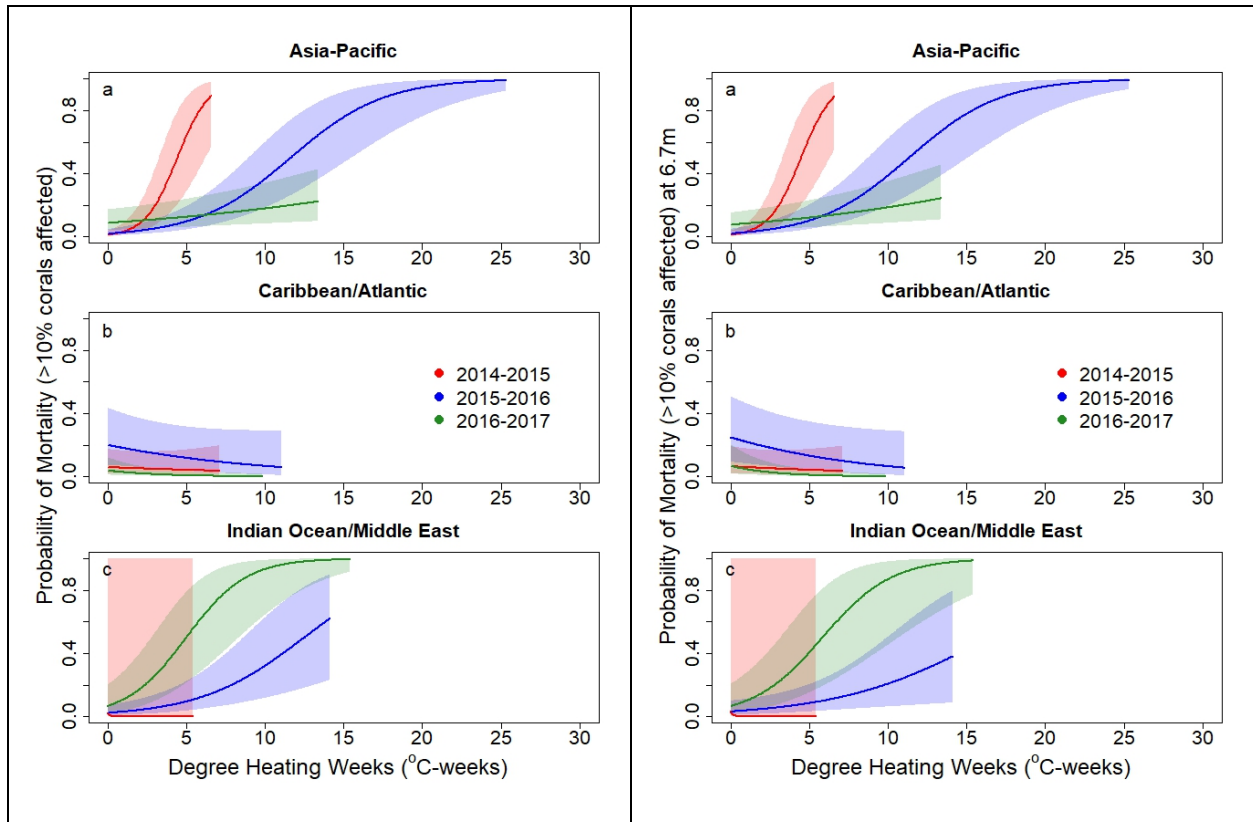 Probability of Mortality (>10% corals affected)
Asia-Pacific
a
0.8
0.4
0.0
0 5 10 15 20 25 30
Caribbean/Atlantic
b
0.8
0.4
0.0
2014-2015
2015-2016
2016-2017
0 5 10 15 20 25 30
Indian Ocean/Middle East
c
0.8
0.4
0.0
0 5 10 15 20 25 30
Degree Heating Weeks (°C-weeks)
Probability of Mortality (>10% corals affected) at 6.7m
Asia-Pacific
a
0.8
0.4
0.0
0 5 10 15 20 25 30
Caribbean/Atlantic
b
0.8
0.4
0.0
2014-2015
2015-2016
2016-2017
0 5 10 15 20 25 30
Indian Ocean/Middle East
c
0.8
0.4
0.0
0 5 10 15 20 25 30
Degree Heating Weeks (°C-weeks)